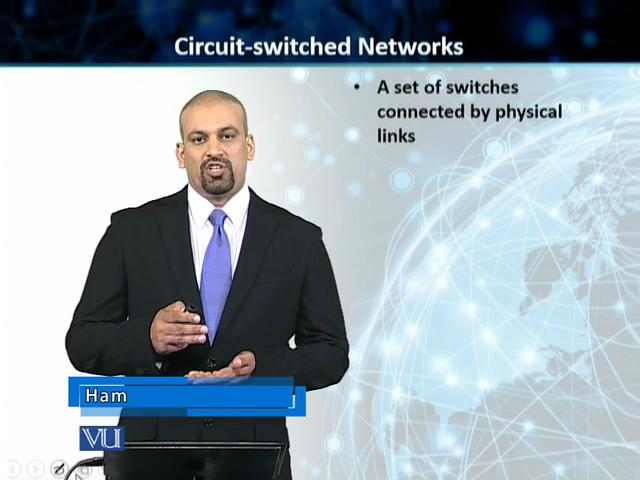 Circuit-switched Networks
• A set of switches
connected by physical
links
Ham
VU